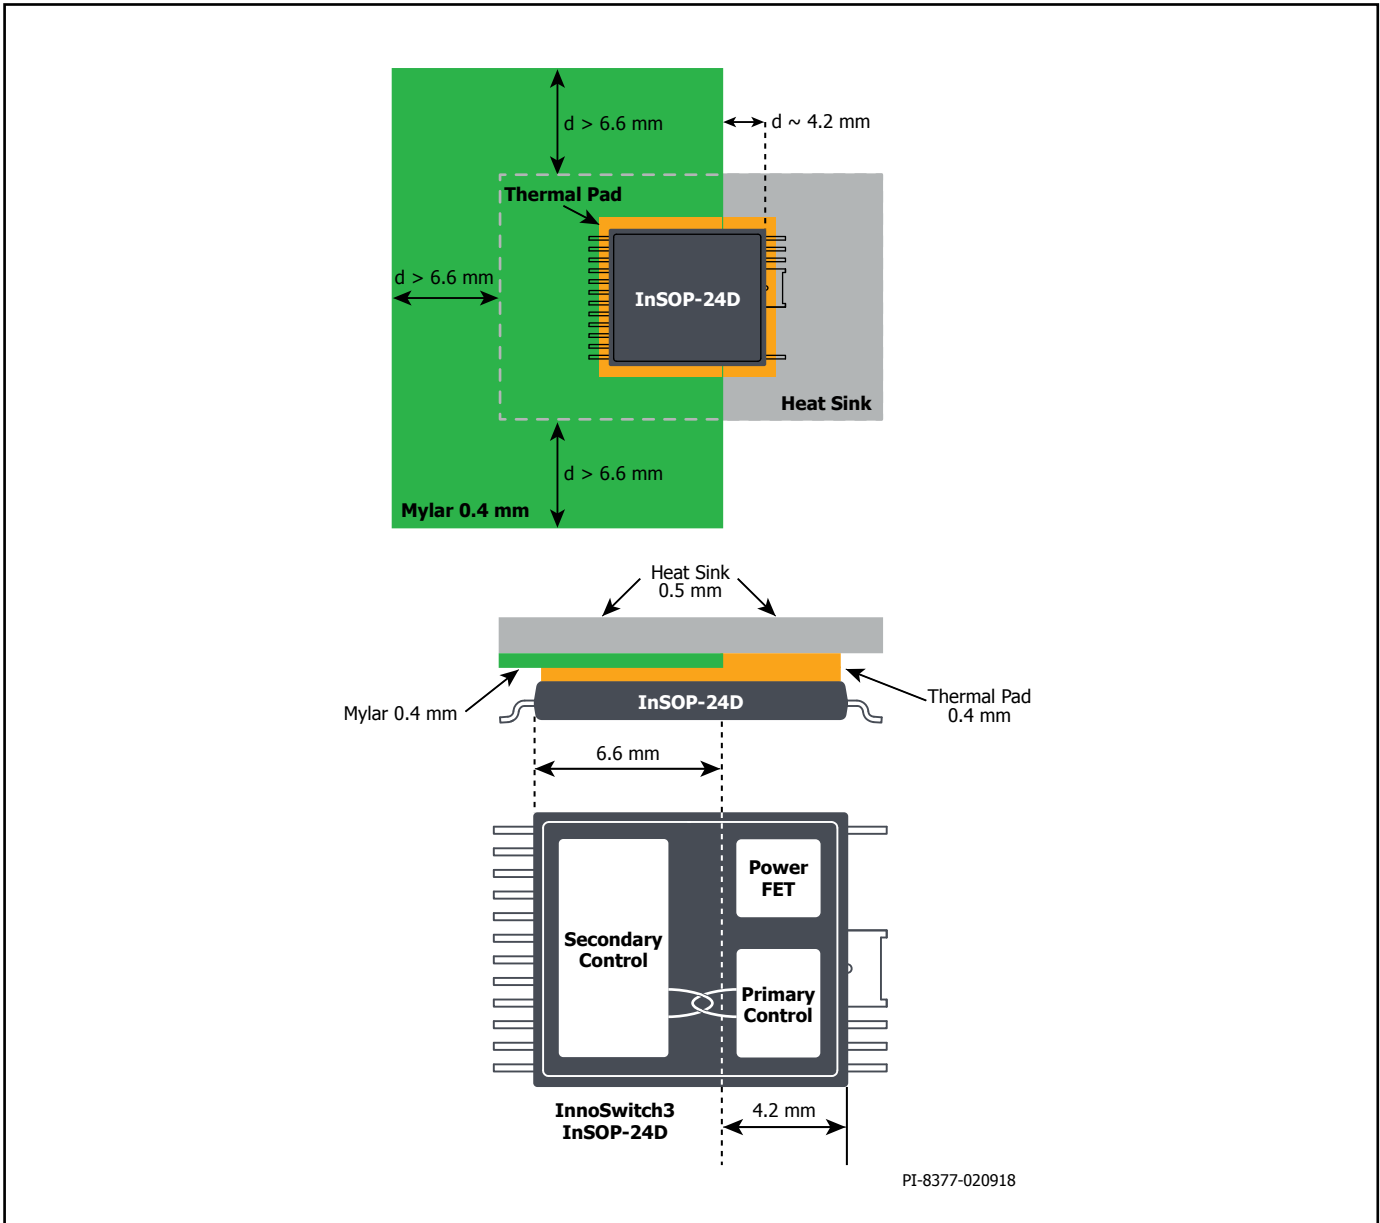 d > 6.6 mm
d ~ 4.2 mm
Thermal Pad
d > 6.6 mm
InSOP-24D
Heat Sink
d > 6.6 mm
Mylar 0.4 mm
Heat Sink
0.5 mm
InSOP-24D
Mylar 0.4 mm
Thermal Pad
0.4 mm
6.6 mm
Power
FET
Secondary
Control
Primary
Control
InnoSwitch3
InSOP-24D
4.2 mm
PI-8377-020918